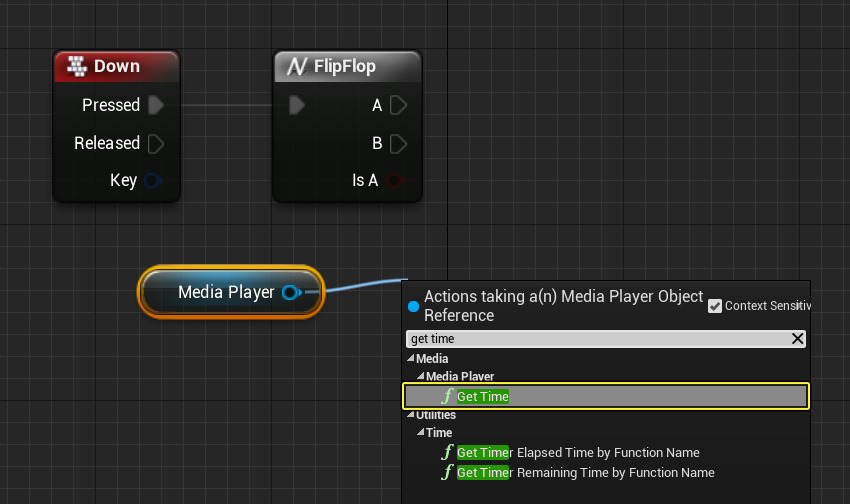 Down
FlipFlop
Pressed
A
Released
B
Key
Is A
Media Player
Actions taking a(n) Media Player Object
Reference
Context Sensitiv
get time
Media
Media Player
f Get Time
Utilities
Time
f Get Timer Elapsed Time by Function Name
f Get Timer Remaining Time by Function Name